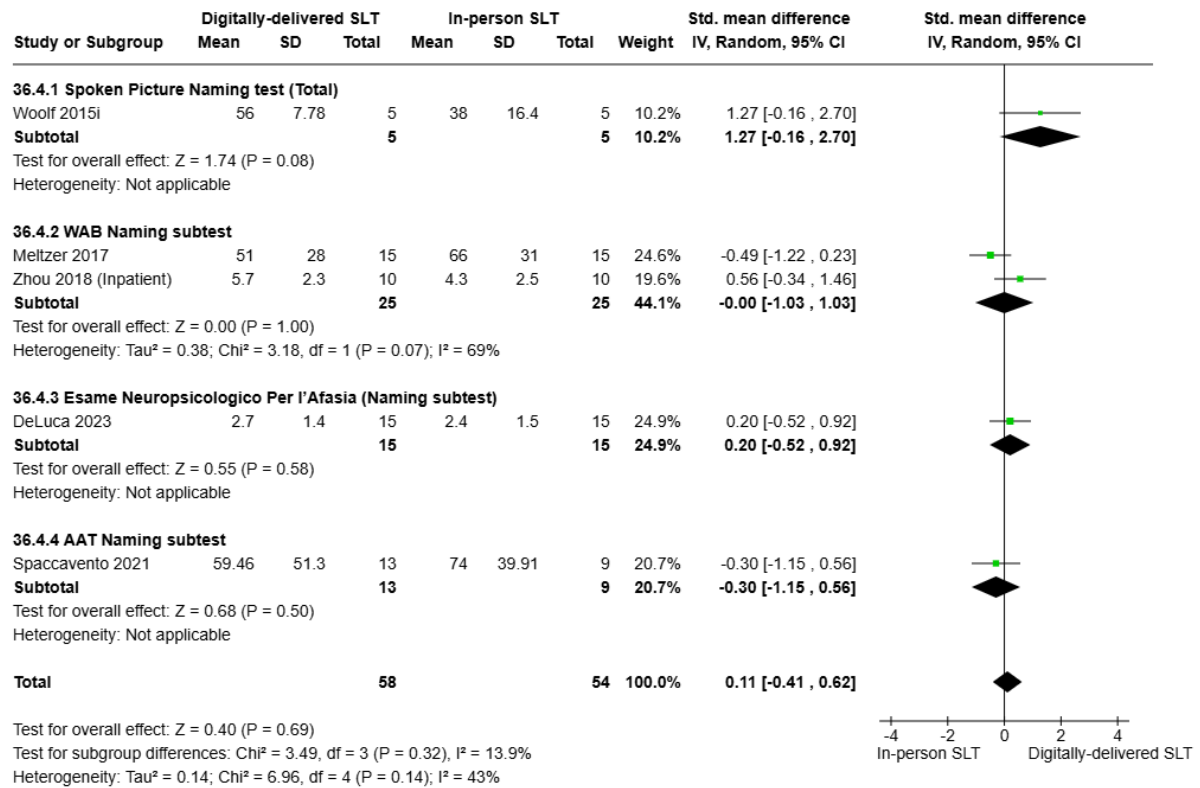 Digitally-delivered SLT In-person SLT Std. mean difference Std. mean difference
Study or Subgroup Mean SD Total Mean SD Total Weight IV, Random, 95% CI IV, Random, 95% CI
36.4.1 Spoken Picture Naming test (Total)
Woolf 2015i 56 7.78 5 38 16.4 5 10.2% 1.27 [-0.16 , 2.70]
Subtotal 5 5 10.2% 1.27 [-0.16 , 2.70]
Test for overall effect: Z = 1.74 (P = 0.08)
Heterogeneity: Not applicable
36.4.2 WAB Naming subtest
Meltzer 2017 51 28 15 66 31 15 24.6% -0.49 [-1.22 , 0.23]
Zhou 2018 (Inpatient) 5.7 2.3 10 4.3 2.5 10 19.6% 0.56 [-0.34 , 1.46]
Subtotal 25 25 44.1% -0.00 [-1.03 , 1.03]
Test for overall effect: Z = 0.00 (P = 1.00)
Heterogeneity: Tau² = 0.38; Chi² = 3.18, df = 1 (P = 0.07); I² = 69%
36.4.3 Esame Neuropsicologico Per l’Afasia (Naming subtest)
DeLuca 2023 2.7 1.4 15 2.4 1.5 15 24.9% 0.20 [-0.52 , 0.92]
Subtotal 15 15 24.9% 0.20 [-0.52 , 0.92]
Test for overall effect: Z = 0.55 (P = 0.58)
Heterogeneity: Not applicable
36.4.4 AAT Naming subtest
Spaccavento 2021 59.46 51.3 13 74 39.91 9 20.7% -0.30 [-1.15 , 0.56]
Subtotal 13 9 20.7% -0.30 [-1.15 , 0.56]
Test for overall effect: Z = 0.68 (P = 0.50)
Heterogeneity: Not applicable
Total 58 54 100.0% 0.11 [-0.41 , 0.62]
Test for overall effect: Z = 0.40 (P = 0.69)
Test for subgroup differences: Chi² = 3.49, df = 3 (P = 0.32), I² = 13.9%
Heterogeneity: Tau² = 0.14; Chi² = 6.96, df = 4 (P = 0.14); I² = 43%
-4 -2 0 2 4
In-person SLT Digitally-delivered SLT